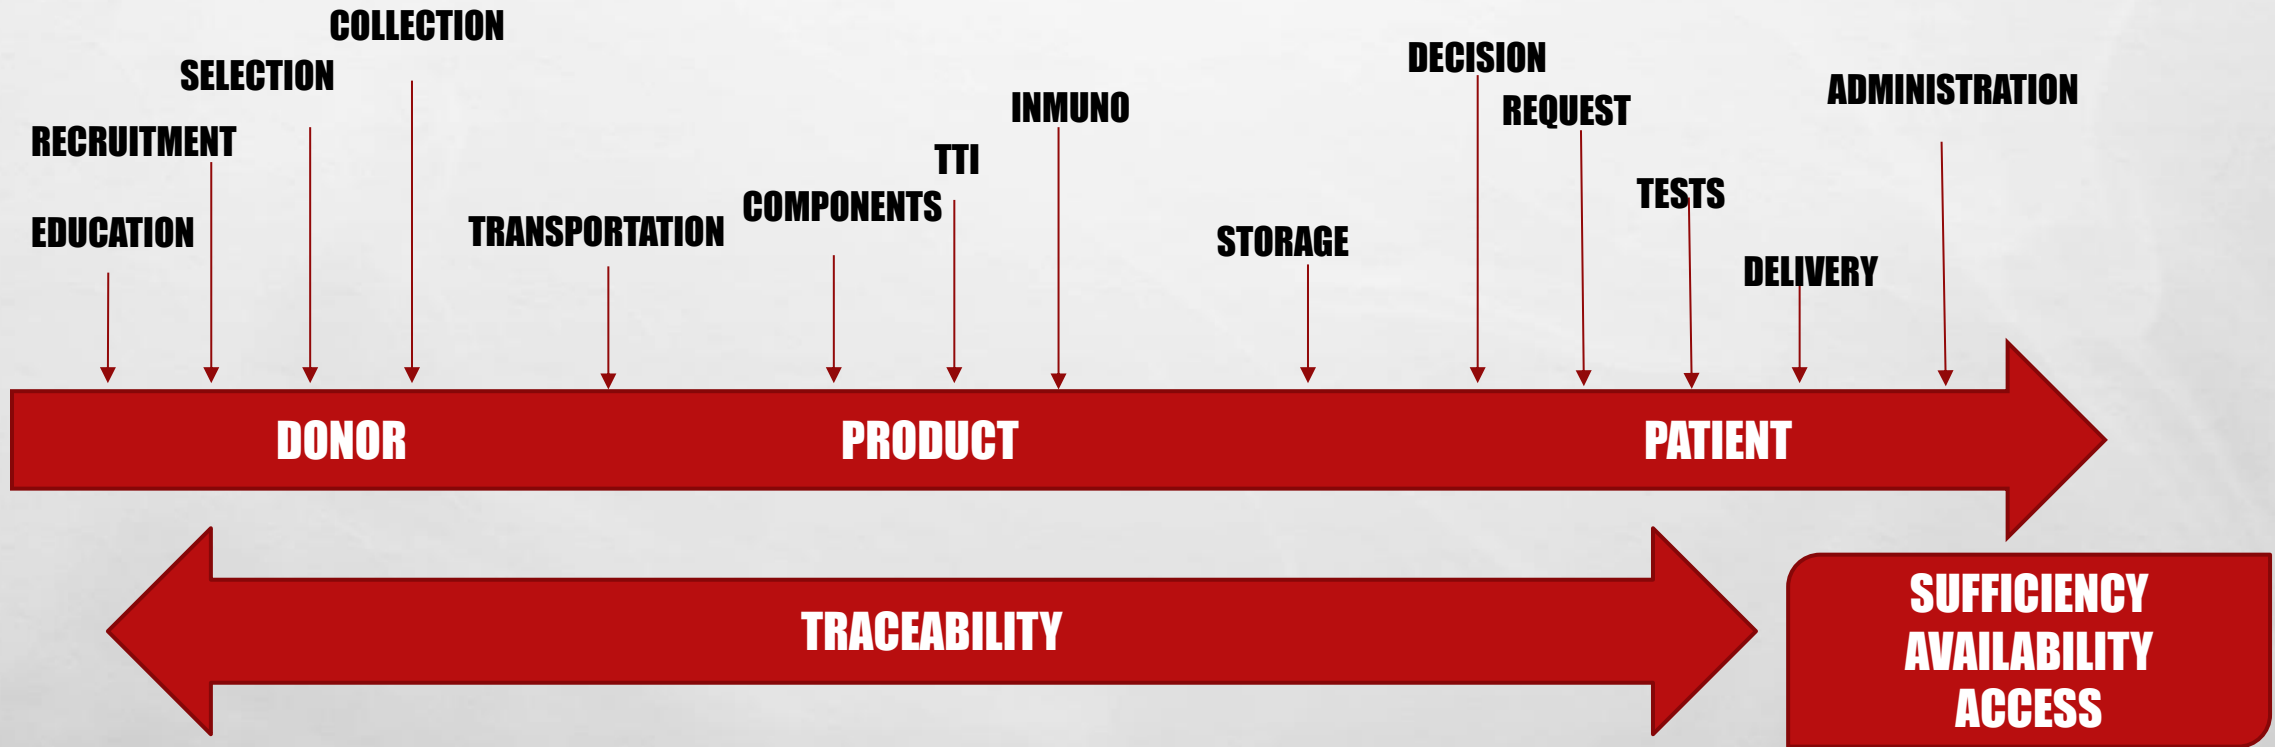 COLLECTION
SELECTION
RECRUITMENT
EDUCATION
TRANSPORTATION
COMPONENTS
TTI
INMUNO
STORAGE
DECISION
REQUEST
TESTS
DELIVERY
ADMINISTRATION
DONOR
PRODUCT
PATIENT
TRACEABILITY
SUFFICIENCY
AVAILABILITY
ACCESS